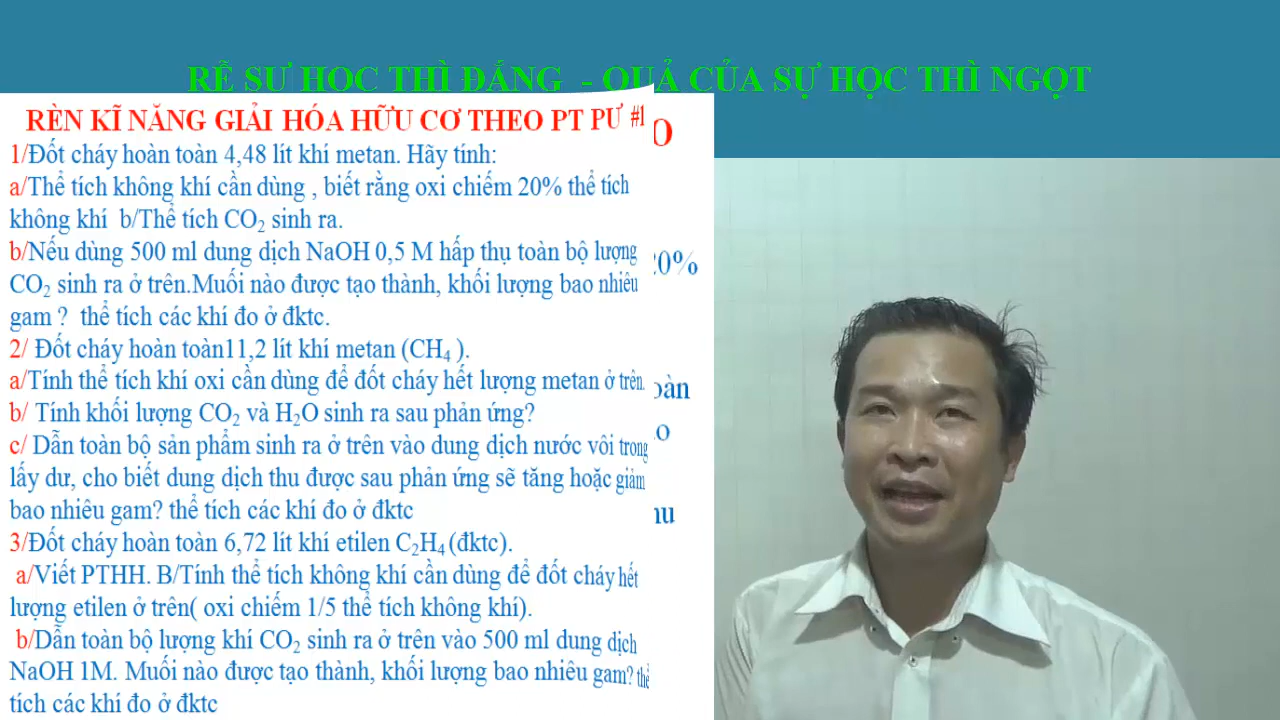 RỄ SỰ HỌC THÌ ĐẮNG - QUẢ CỦA SỰ HỌC THÌ NGỌT
RÈN KĨ NĂNG GIẢI HÓA HỮU CƠ THEO PT PƯ #1
1/Đốt cháy hoàn toàn 4,48 lít khí metan. Hãy tính:
a/Thể tích không khí cần dùng , biết rằng oxi chiếm 20% thể tích
không khí b/Thể tích CO₂ sinh ra.
b/Nếu dùng 500 ml dung dịch NaOH 0,5 M hấp thụ toàn bộ lượng
CO₂ sinh ra ở trên.Muối nào được tạo thành, khối lượng bao nhiêu
gam ? thể tích các khí đo ở đktc.
2/ Đốt cháy hoàn toàn11,2 lít khí metan (CH₄ ).
a/Tính thể tích khí oxi cần dùng để đốt cháy hết lượng metan ở trên.
b/ Tính khối lượng CO₂ và H₂O sinh ra sau phản ứng?
c/ Dẫn toàn bộ sản phẩm sinh ra ở trên vào dung dịch nước vôi trong
lấy dư, cho biết dung dịch thu được sau phản ứng sẽ tăng hoặc giảm
bao nhiêu gam? thể tích các khí đo ở đktc
3/Đốt cháy hoàn toàn 6,72 lít khí etilen C₂H₄ (đktc).
a/Viết PTHH. B/Tính thể tích không khí cần dùng để đốt cháy hết
lượng etilen ở trên( oxi chiếm 1/5 thể tích không khí).
b/Dẫn toàn bộ lượng khí CO₂ sinh ra ở trên vào 500 ml dung dịch
NaOH 1M. Muối nào được tạo thành, khối lượng bao nhiêu gam? thể
tích các khí đo ở đktc